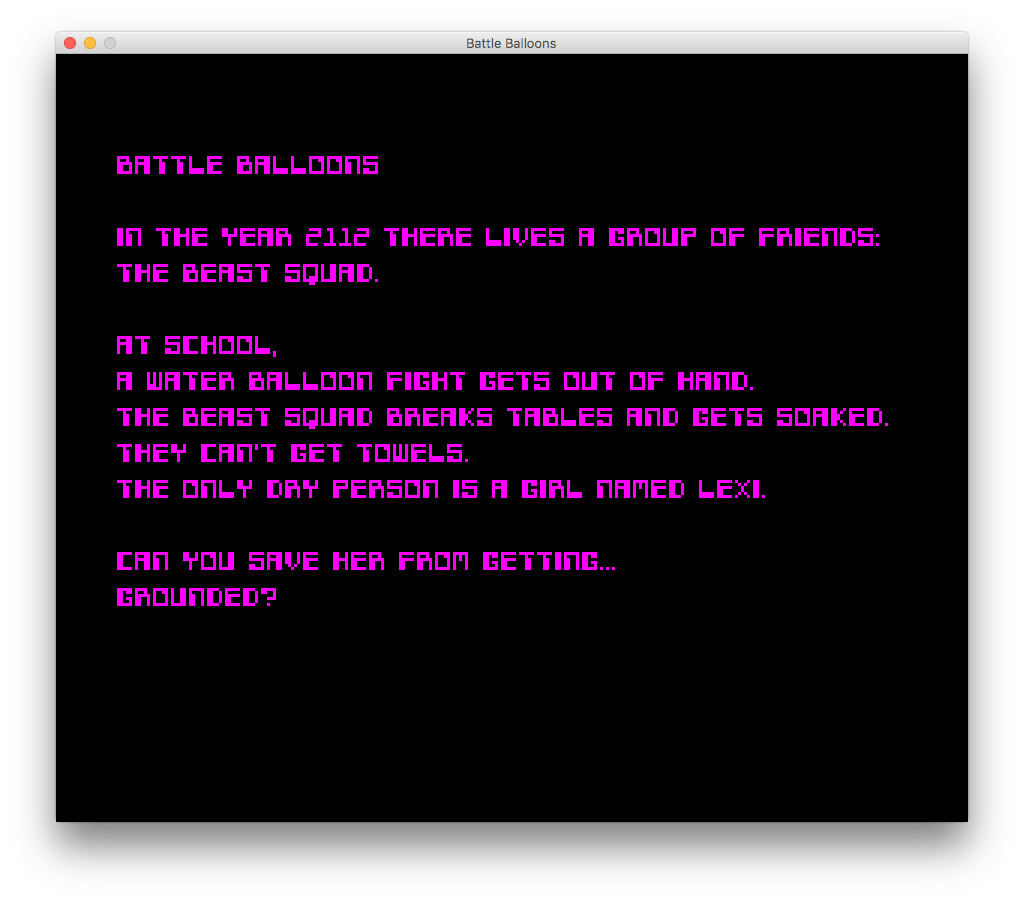 Battle Balloons
BATTLE BALLOONS
IN THE YEAR 2112 THERE LIVES A GROUP OF FRIENDS:
THE BEAST SQUAD.
AT SCHOOL,
A WATER BALLOON FIGHT GETS OUT OF HAND.
THE BEAST SQUAD BREAKS TABLES AND GETS SOAKED.
THEY CAN'T GET TOWELS.
THE ONLY DRY PERSON IS A GIRL NAMED LEXI.
CAN YOU SAVE HER FROM GETTING...
GROUNDED?